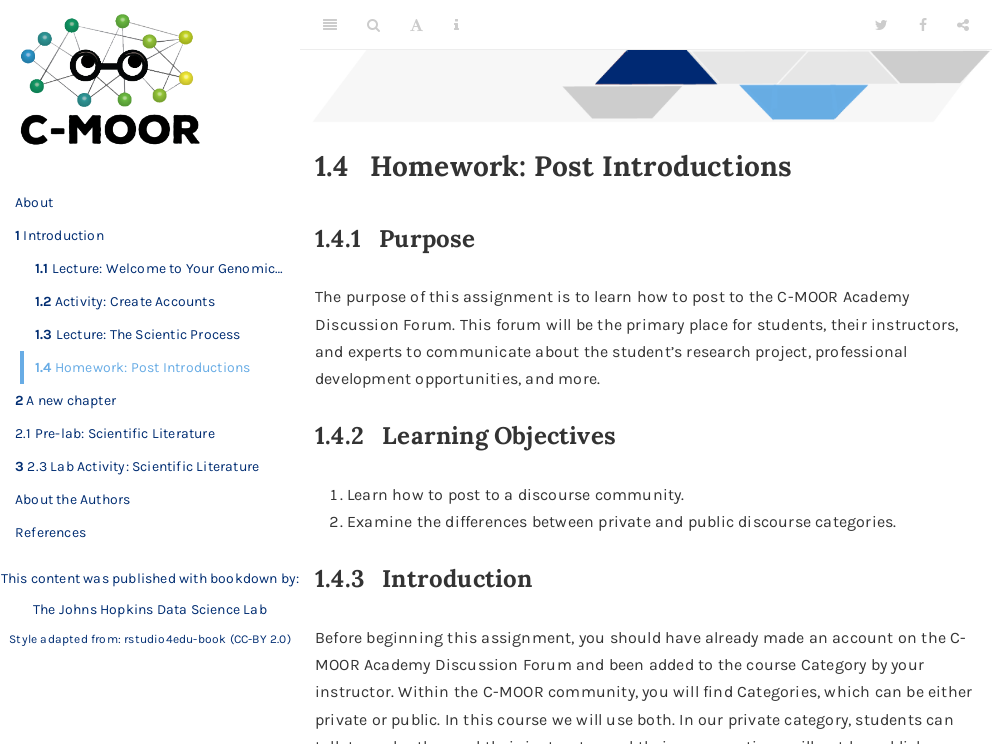 C-MOOR
About
1 Introduction
1.1 Lecture: Welcome to Your Genomic...
1.2 Activity: Create Accounts
1.3 Lecture: The Scientic Process
1.4 Homework: Post Introductions
2 A new chapter
2.1 Pre-lab: Scientific Literature
3 2.3 Lab Activity: Scientific Literature
About the Authors
References
This content was published with bookdown by:
The Johns Hopkins Data Science Lab
Style adapted from: rstudio4edu-book (CC-BY 2.0)
A
1.4 Homework: Post Introductions
1.4.1 Purpose
The purpose of this assignment is to learn how to post to the C-MOOR Academy
Discussion Forum. This forum will be the primary place for students, their instructors,
and experts to communicate about the student's research project, professional
development opportunities, and more.
1.4.2 Learning Objectives
1. Learn how to post to a discourse community.
2. Examine the differences between private and public discourse categories.
1.4.3 Introduction
Before beginning this assignment, you should have already made an account on the C-
MOOR Academy Discussion Forum and been added to the course Category by your
instructor. Within the C-MOOR community, you will find Categories, which can be either
private or public. In this course we will use both. In our private category, students can